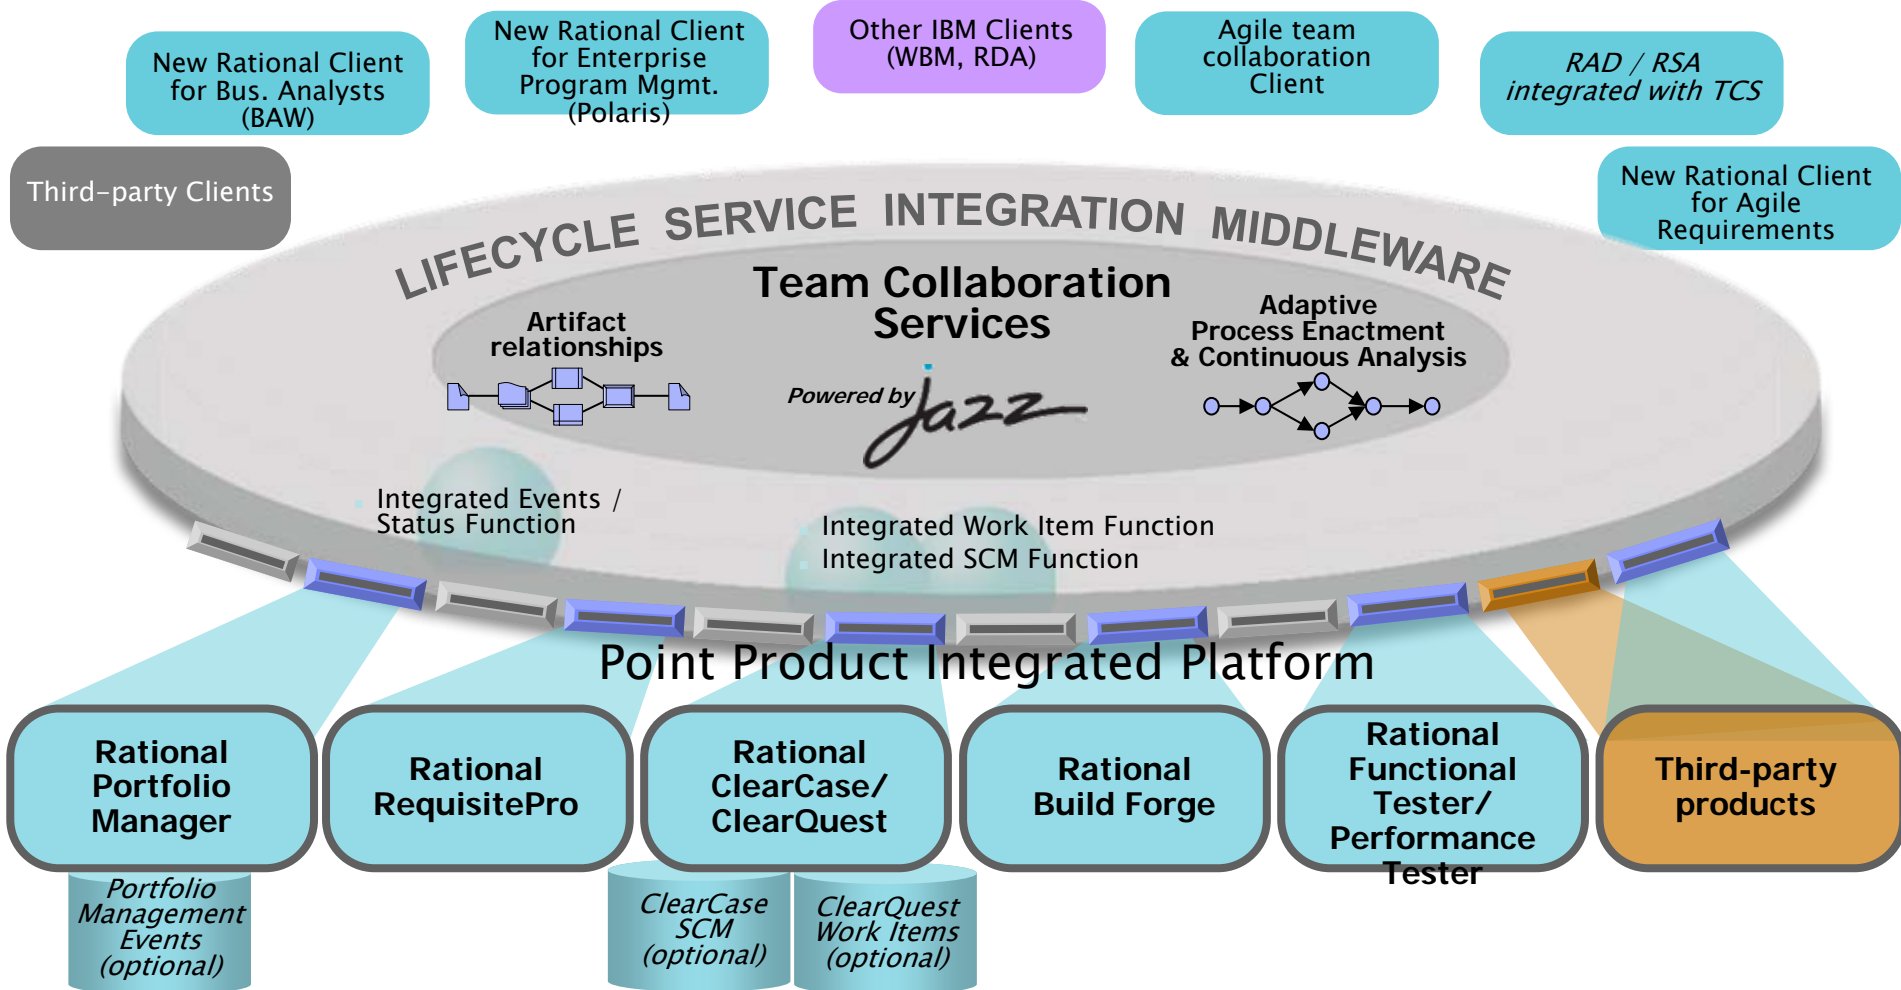 New Rational Client
for Bus. Analysts
(BAW)
New Rational Client
for Enterprise
Program Mgmt.
(Polaris)
Other IBM Clients
(WBM, RDA)
Agile team
collaboration
Client
RAD / RSA
integrated with TCS
Third-party Clients
New Rational Client
for Agile
Requirements
LIFECYCLE SERVICE INTEGRATION MIDDLEWARE
Team Collaboration
Services
Artifact
relationships
Adaptive
Process Enactment
& Continuous Analysis
Powered by
jazz
Integrated Events /
Status Function
Integrated Work Item Function
Integrated SCM Function
Point Product Integrated Platform
Rational
Portfolio
Manager
Rational
RequisitePro
Rational
ClearCase/
ClearQuest
Rational
Build Forge
Rational
Functional
Tester/
Performance
Tester
Third-party
products
Portfolio
Management
Events
(optional)
ClearCase
SCM
(optional)
ClearQuest
Work Items
(optional)